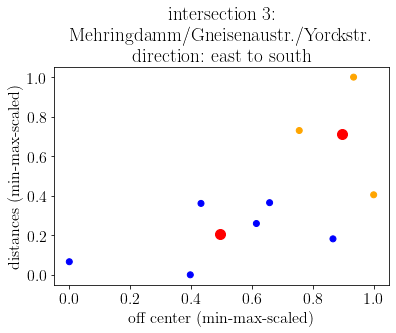 intersection 3:
Mehringdamm/Gneisenaustr./Yorckstr.
direction: east to south
distances (min-max-scaled)
1.0
0.8
0.6
0.4
0.2
0.0
0.0 0.2 0.4 0.6 0.8 1.0
off center (min-max-scaled)